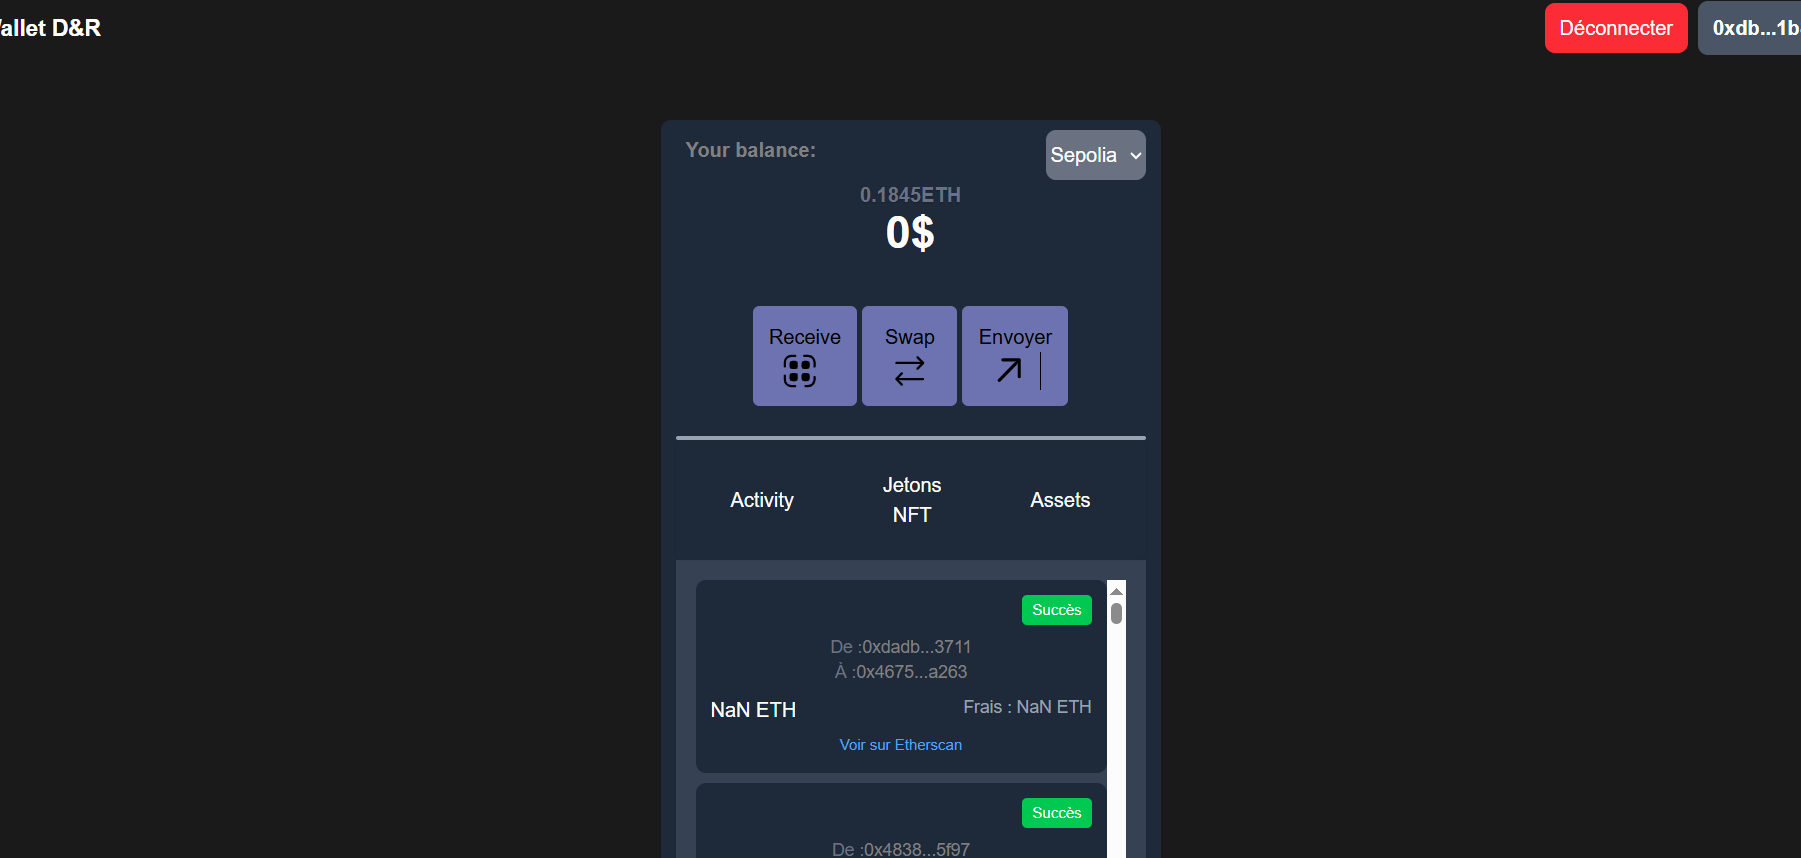 allet D&R
Déconnecter
0xdb...1b
Your balance:
Sepolia
0.1845ETH
0$
Receive
Swap
Envoyer
Activity
Jetons
NFT
Assets
Succès
De :0xdadb...3711
À :0x4675...a263
NaN ETH
Frais : NaN ETH
Voir sur Etherscan
Succès
De :0x4838...5f97